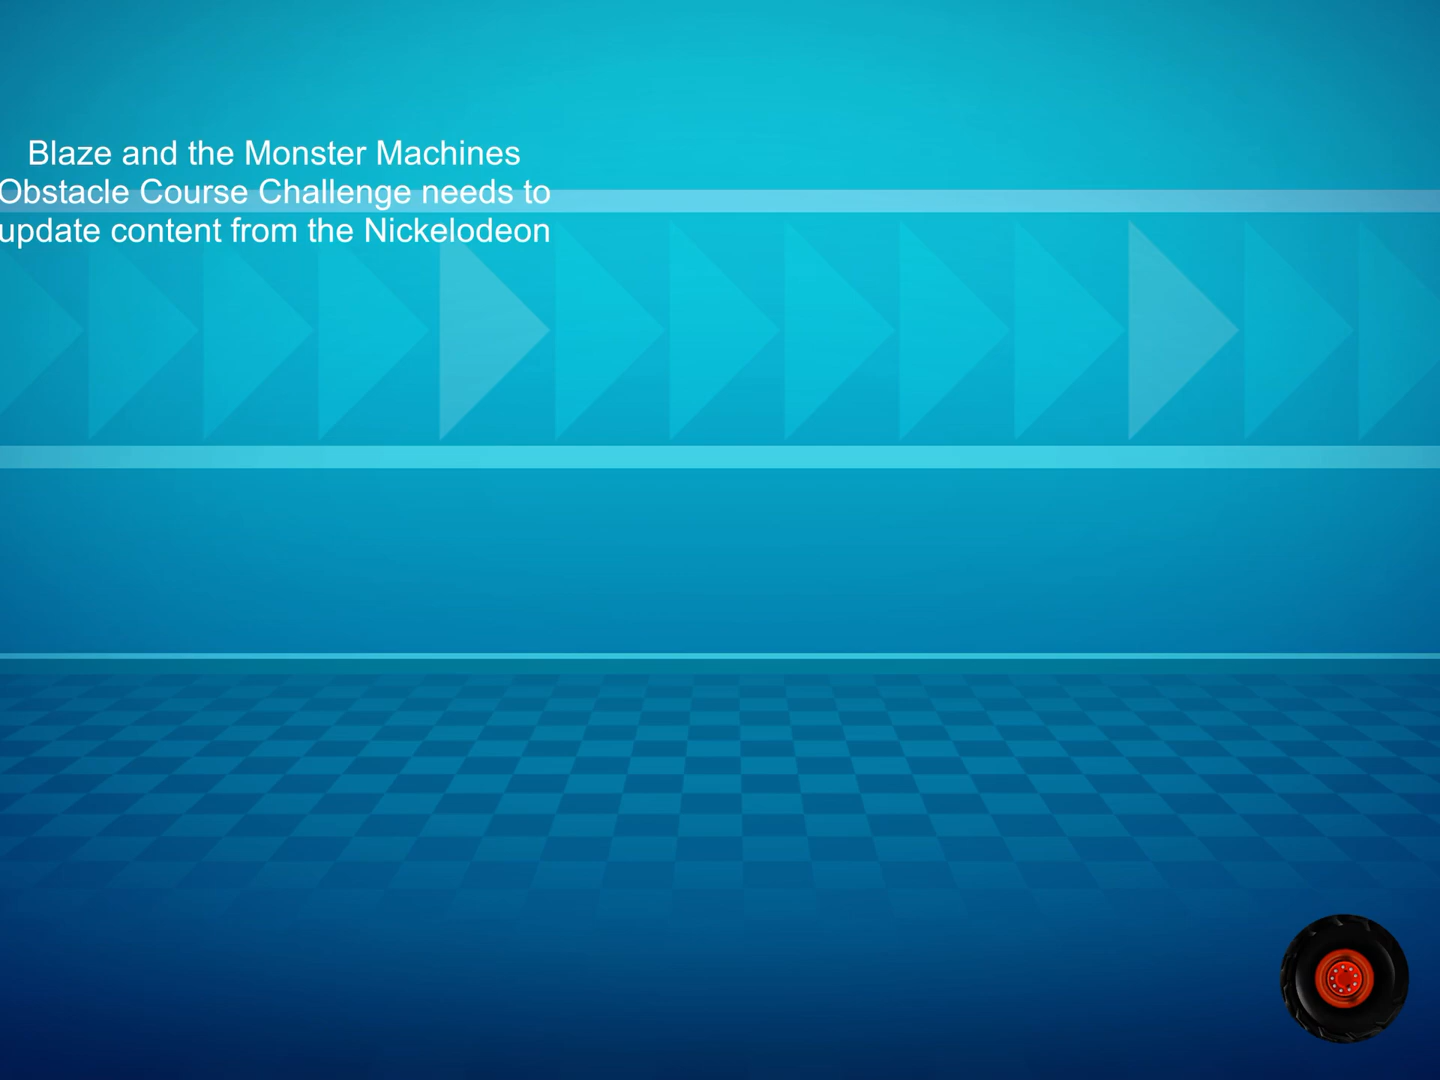 Blaze and the Monster Machines
Obstacle Course Challenge needs to
update content from the Nickelodeon